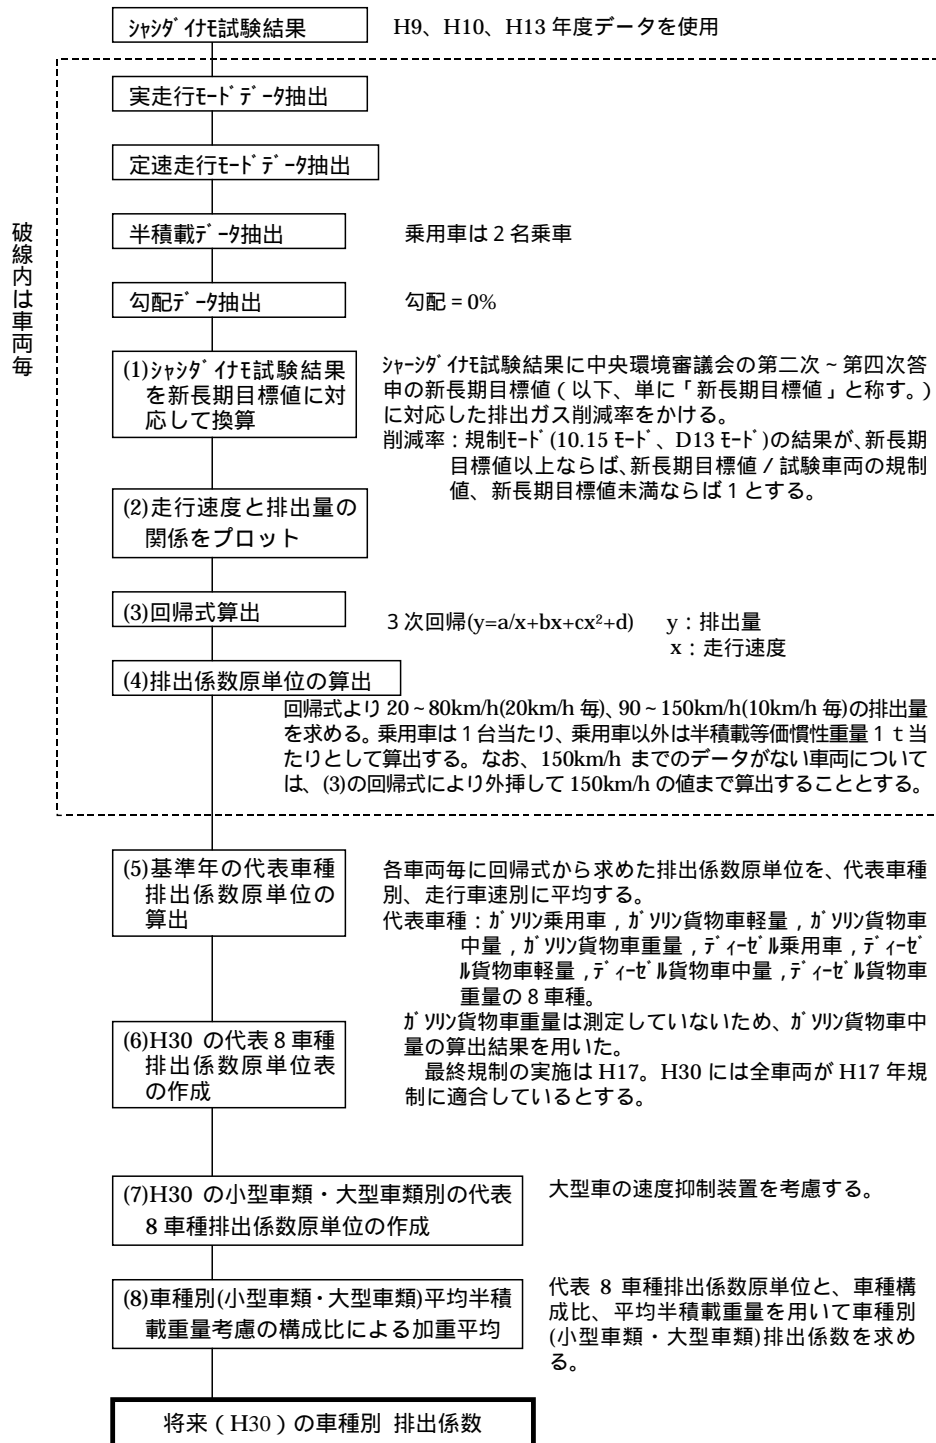 ｼｬｼﾀﾞｲﾅﾓ試験結果
H9、H10、H13 年度データを使用
破線内は車両毎
実走行ﾓｰﾄﾞﾃﾞｰﾀ抽出
定速走行ﾓｰﾄﾞﾃﾞｰﾀ抽出
半積載ﾃﾞｰﾀ抽出
乗用車は２名乗車
勾配ﾃﾞｰﾀ抽出
勾配 = 0%
(1)ｼｬｼﾀﾞｲﾅﾓ試験結果
を新長期目標値に対
応して換算
ｼｬｰｼﾀﾞｲﾅﾓ試験結果に中央環境審議会の第二次～第四次答
申の新長期目標値（以下、単に「新長期目標値」と称す。）
に対応した排出ガス削減率をかける。
削減率：規制ﾓｰﾄﾞ(10.15 ﾓｰﾄﾞ、D13 ﾓｰﾄﾞ)の結果が、新長期
目標値以上ならば、新長期目標値／試験車両の規制
値、新長期目標値未満ならば１とする。
(2)走行速度と排出量の
関係をプロット
(3)回帰式算出
３次回帰(y=a/x+bx+cx²+d)　y：排出量
x：走行速度
(4)排出係数原単位の算出
回帰式より 20～80km/h(20km/h 毎)、90～150km/h(10km/h 毎)の排出量
を求める。乗用車は１台当たり、乗用車以外は半積載等価慣性重量１ｔ当
たりとして算出する。なお、150km/h までのデータがない車両について
は、(3)の回帰式により外挿して 150km/h の値まで算出することとする。
(5)基準年の代表車種
排出係数原単位の
算出
各車両毎に回帰式から求めた排出係数原単位を、代表車種
別、走行車速別に平均する。
代表車種：ｶﾞｿﾘﾝ乗用車，ｶﾞｿﾘﾝ貨物車軽量，ｶﾞｿﾘﾝ貨物車
中量，ｶﾞｿﾘﾝ貨物車重量，ﾃﾞｨｰｾﾞﾙ乗用車，ﾃﾞｨｰｾﾞ
ﾙ貨物車軽量，ﾃﾞｨｰｾﾞﾙ貨物車中量，ﾃﾞｨｰｾﾞﾙ貨物車
重量の８車種。
ｶﾞｿﾘﾝ貨物車重量は測定していないため、ｶﾞｿﾘﾝ貨物車中
量の算出結果を用いた。
(6)H30 の代表８車種
排出係数原単位表
の作成
最終規制の実施は H17。H30 には全車両が H17 年規
制に適合しているとする。
(7)H30 の小型車類・大型車類別の代表
８車種排出係数原単位の作成
大型車の速度抑制装置を考慮する。
(8)車種別(小型車類・大型車類)平均半積
載重量考慮の構成比による加重平均
代表 8 車種排出係数原単位と、車種構
成比、平均半積載重量を用いて車種別
(小型車類・大型車類)排出係数を求め
る。
将来（H30）の車種別 排出係数